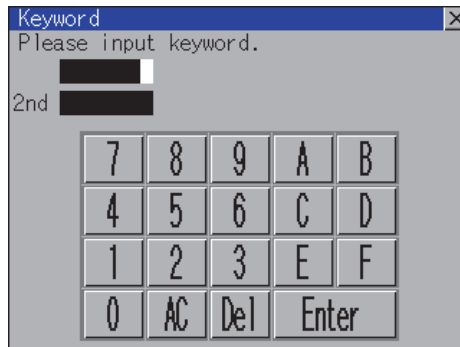 Keyword
Please input keyword.
2nd
7 8 9 A B
4 5 6 C D
1 2 3 E F
0 AC Del Enter